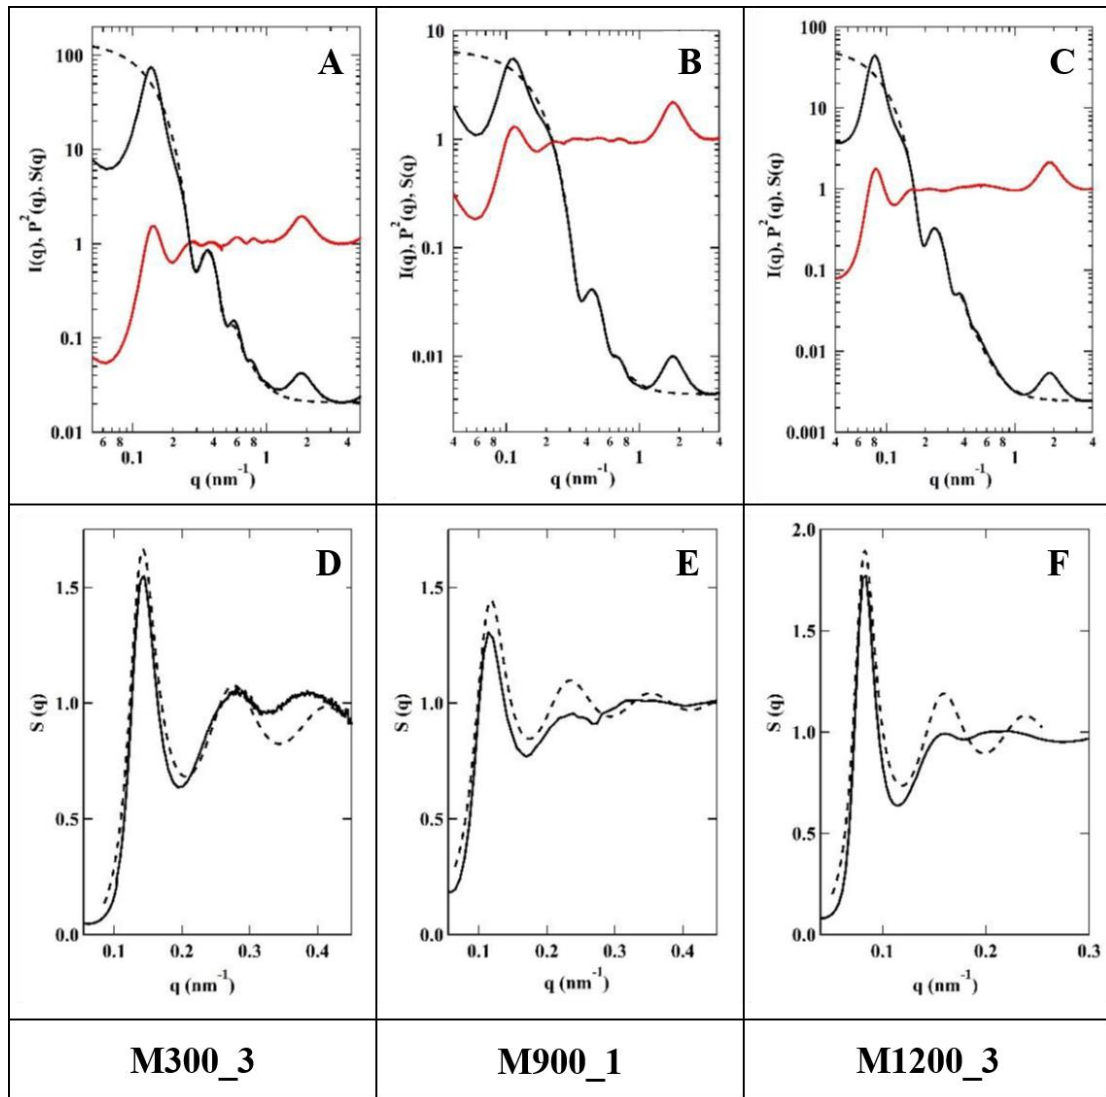 A
I(q), P²(q), S(q)
100
10
1
0.1
0.01
6 8 2 4 6 8 2 4
0.1 1
q (nm⁻¹)
B
I(q), P²(q), S(q)
10
1
0.1
0.01
4 6 8 2 4 6 8 2 4
0.1 1
q (nm⁻¹)
C
I(q), P²(q), S(q)
100
10
1
0.1
0.01
0.001
4 6 8 2 4 6 8 2 4
0.1 1
q (nm⁻¹)
D
S (q)
1.5
1.0
0.5
0.0
0.1 0.2 0.3 0.4
q (nm⁻¹)
E
S (q)
1.5
1.0
0.5
0.0
0.1 0.2 0.3 0.4
q (nm⁻¹)
F
S (q)
2.0
1.5
1.0
0.5
0.0
0.1 0.2 0.3
q (nm⁻¹)
M300_3
M900_1
M1200_3